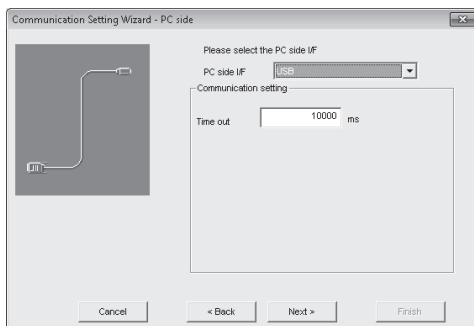 Communication Setting Wizard - PC side
Please select the PC side I/F
PC side I/F USB
Communication setting
Time out 10000 ms
Cancel < Back Next > Finish